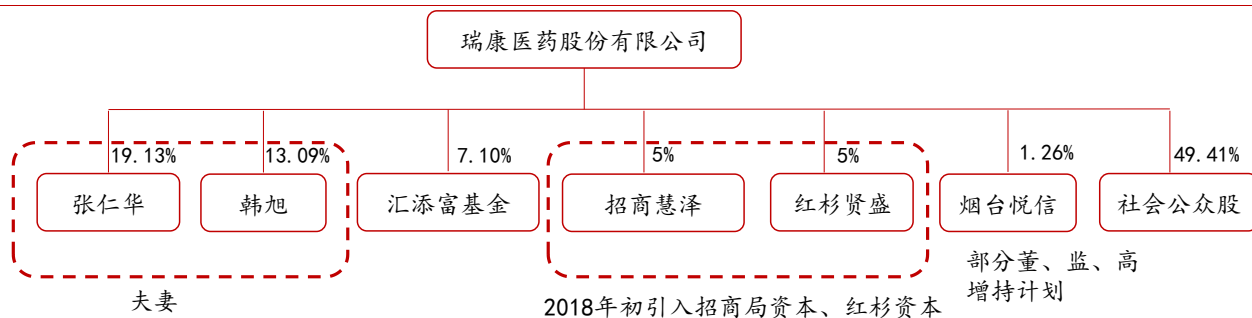 瑞康医药股份有限公司
19.13%
13.09%
7.10%
5%
5%
1.26%
49.41%
张仁华
韩旭
汇添富基金
招商慧泽
红杉贤盛
烟台悦信
社会公众股
夫妻
2018年初引入招商局资本、红杉资本
部分董、监、高
增持计划